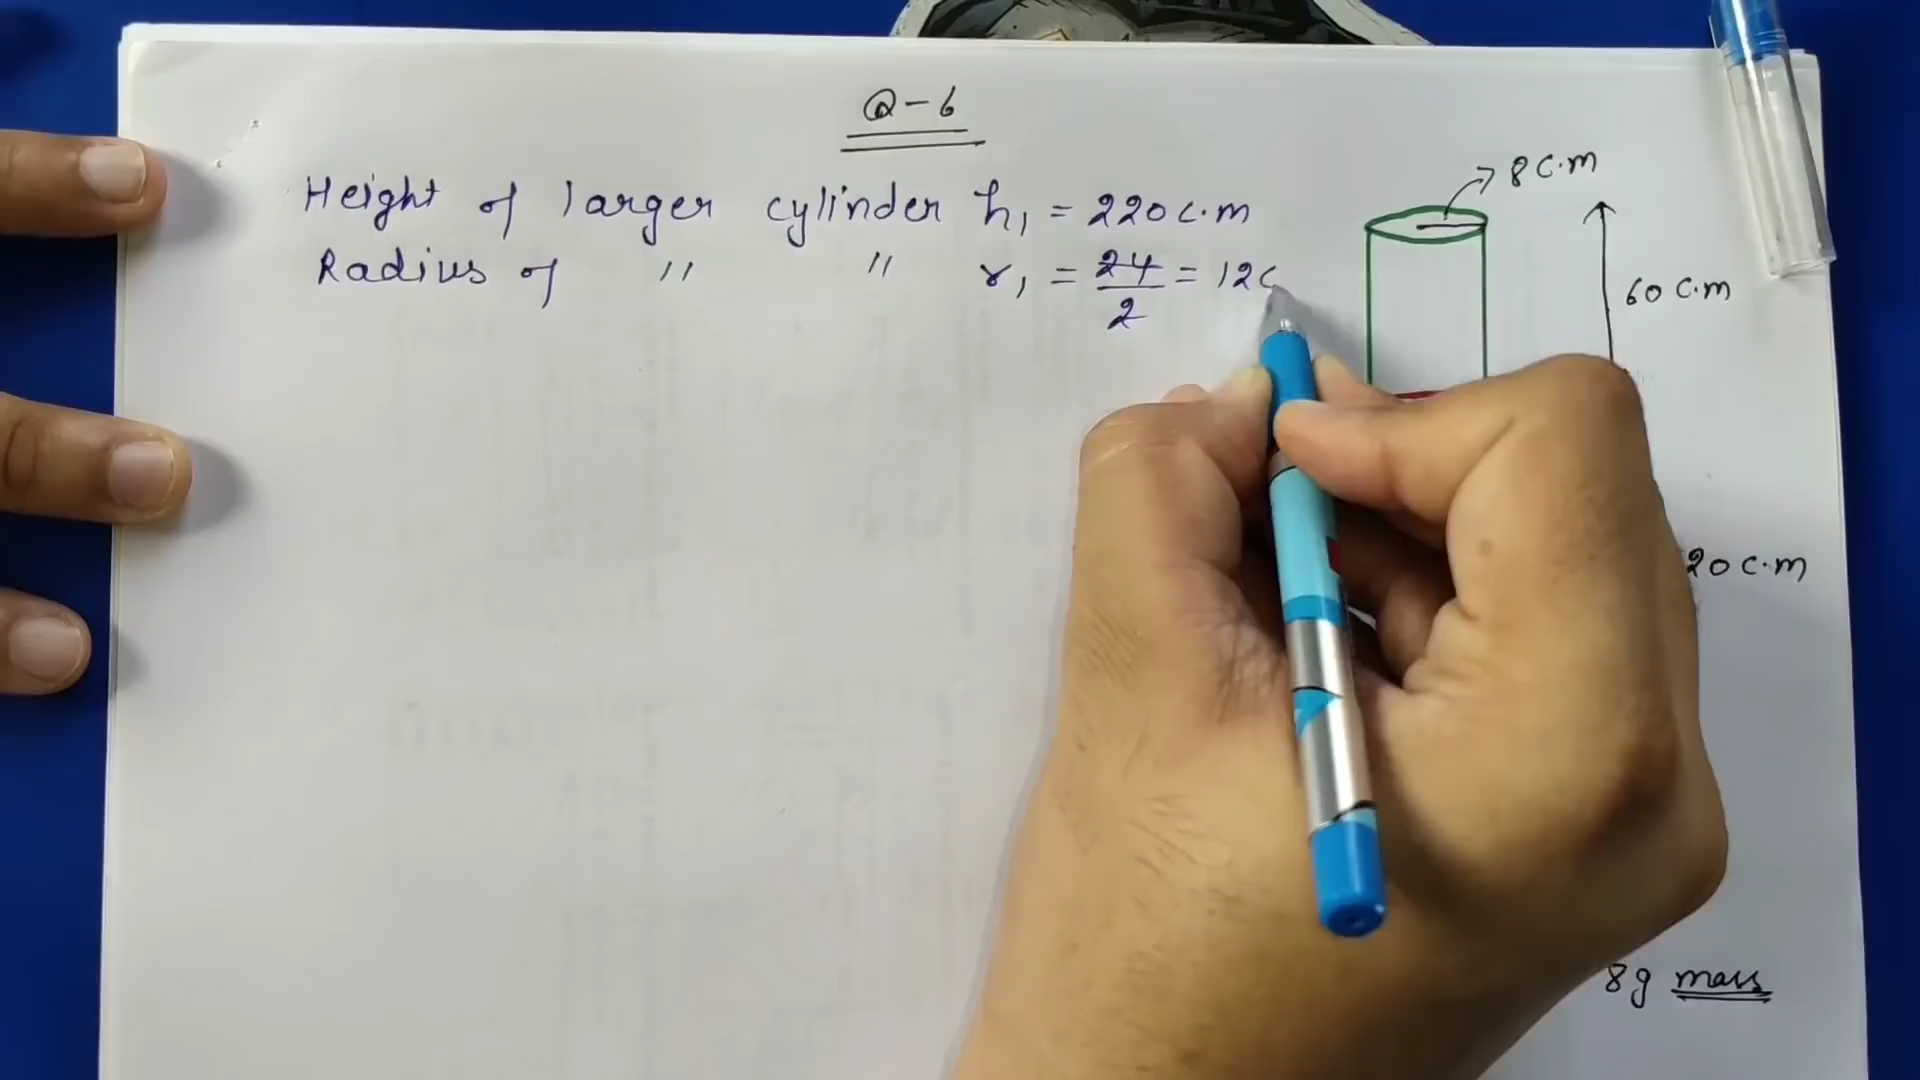 Q-6
Height of larger cylinder h₁ = 220 c.m
Radius of " " r₁ = 24/2 = 12c
8 c.m
60 c.m
20 c.m
8g mass